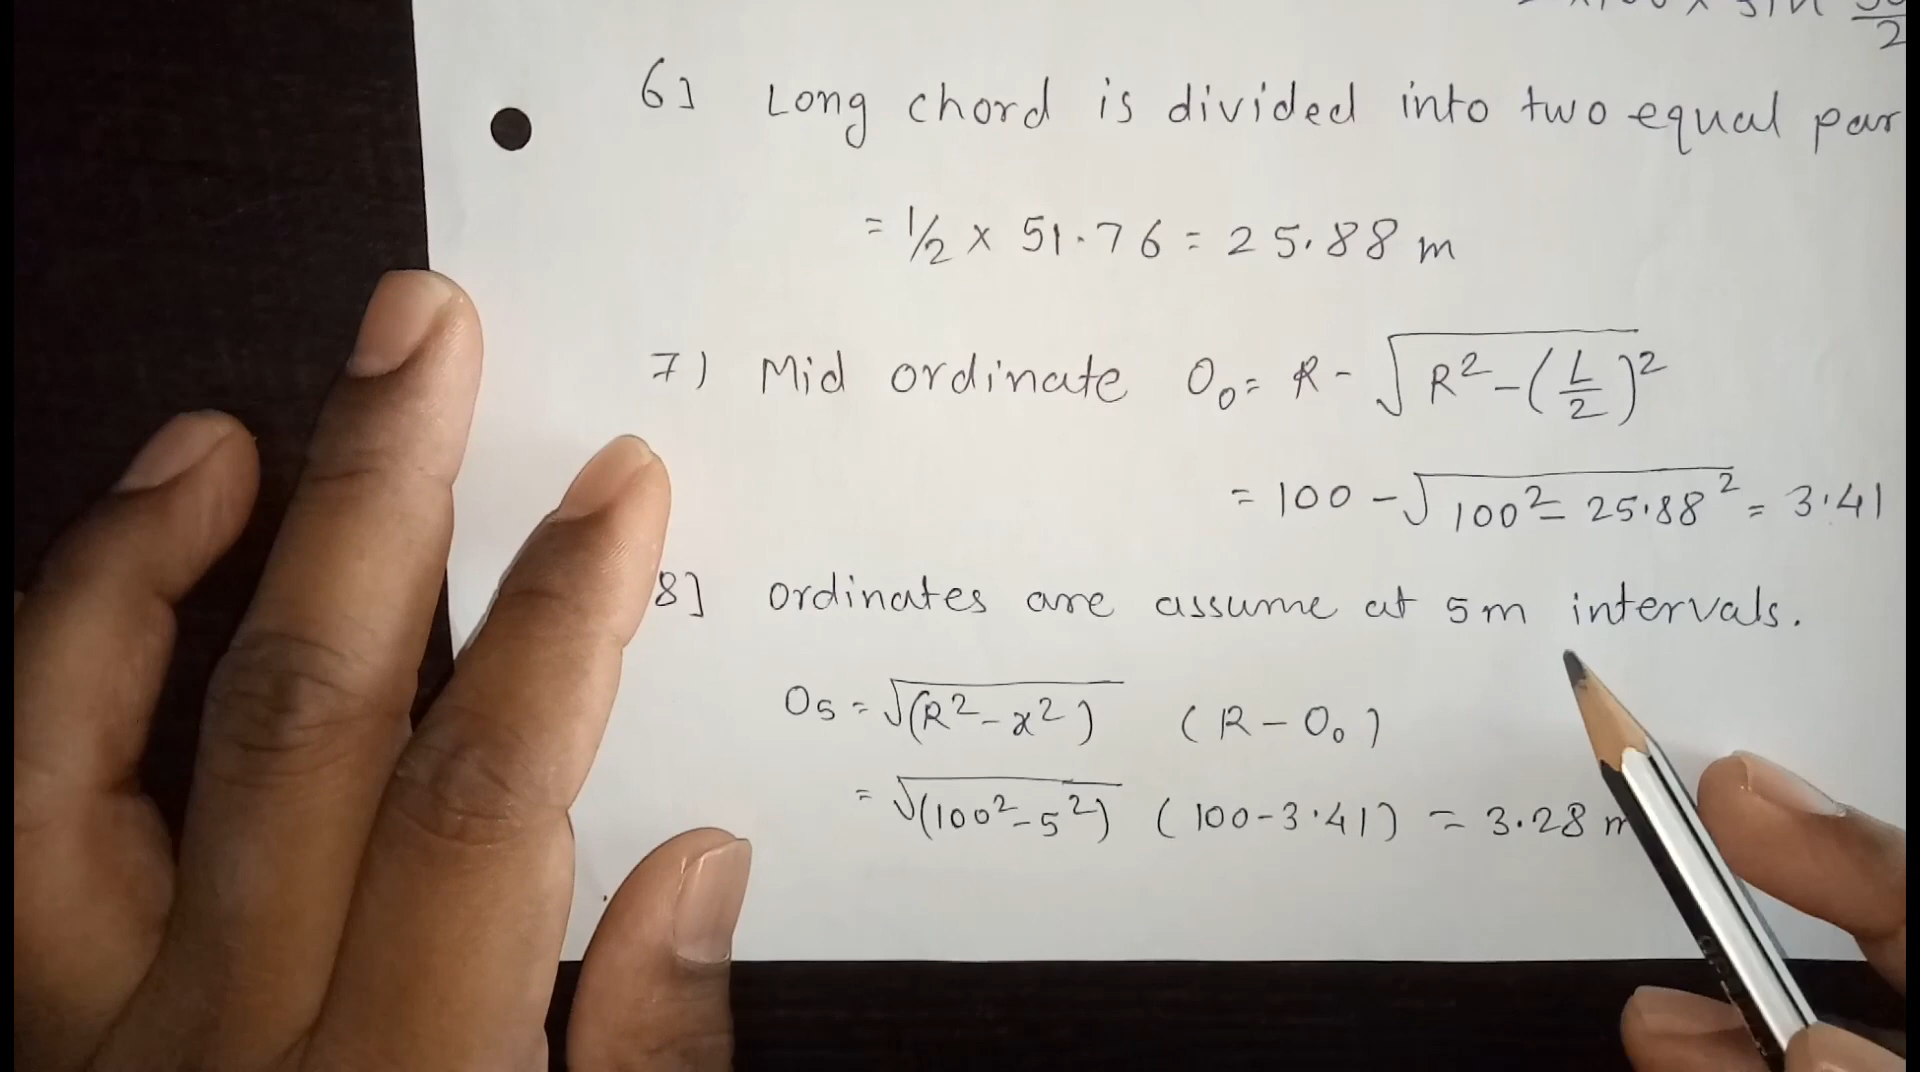 sin
2
6] Long chord is divided into two equal
= 1/2 x 51.76 = 25.88 m
7) Mid ordinate O₀ = R - √R² - (L/2)²
= 100 - √100² - 25.88² = 3.41
8] ordinates are assume at 5m intervals.
O5 = √(R² - x²) (R - O₀)
= √(100² - 5²) (100 - 3.41) = 3.28 m